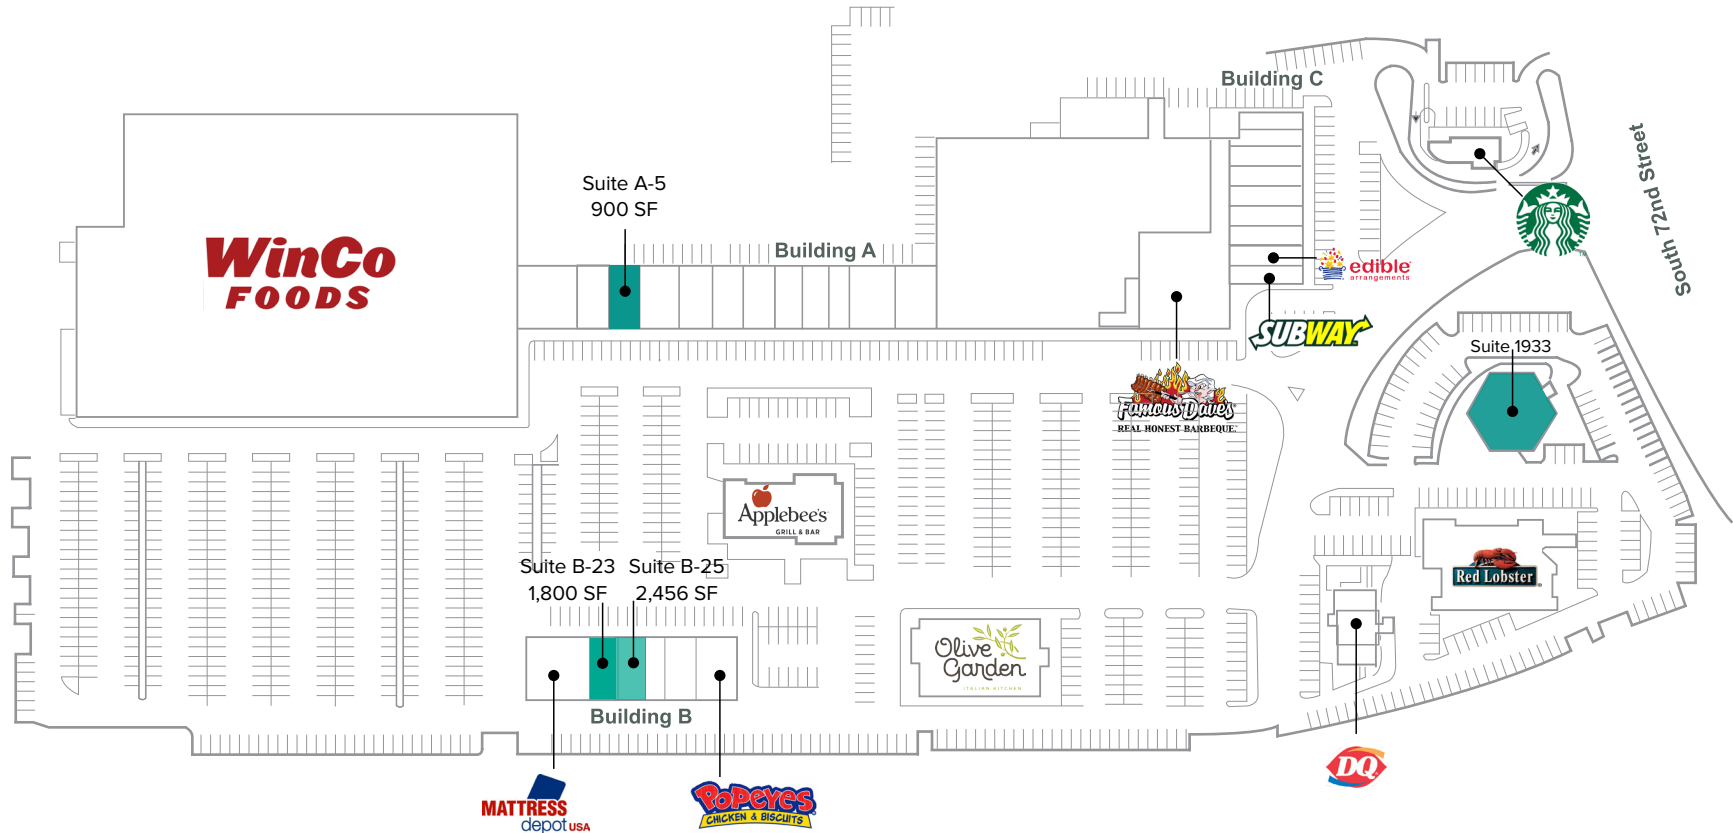 Building C
South 72nd Street
Suite A-5
900 SF
Building A
WinCo
FOODS
edible
arrangements
SUBWAY
TM
Suite 1933
Famous Dave's
REAL HONEST BARBEQUE.
Applebee's
GRILL & BAR
Suite B-23
1,800 SF
Suite B-25
2,456 SF
Red Lobster
Olive
Garden
ITALIAN KITCHEN
Building B
DQ
MATTRESS
depot USA
POPEYES
CHICKEN & BISCUITS